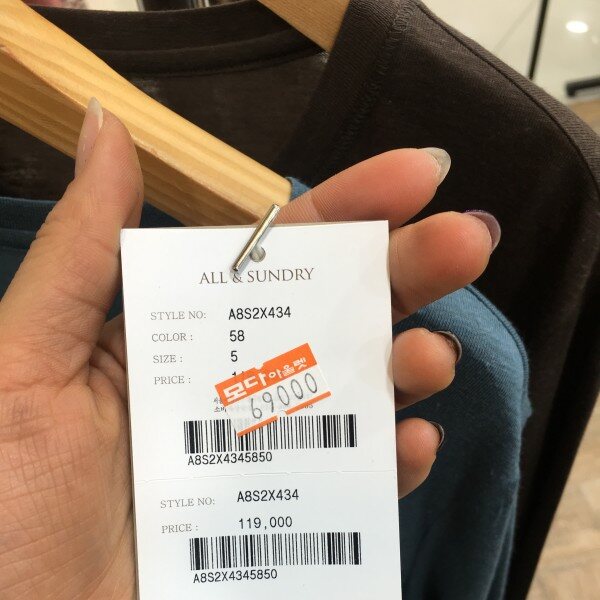 ALL & SUNDRY
STYLE NO: A8S2X434
COLOR : 58
SIZE : 5
PRICE :
모다아울렛
69000
A8S2X4345850
STYLE NO: A8S2X434
PRICE : 119,000
A8S2X4345850